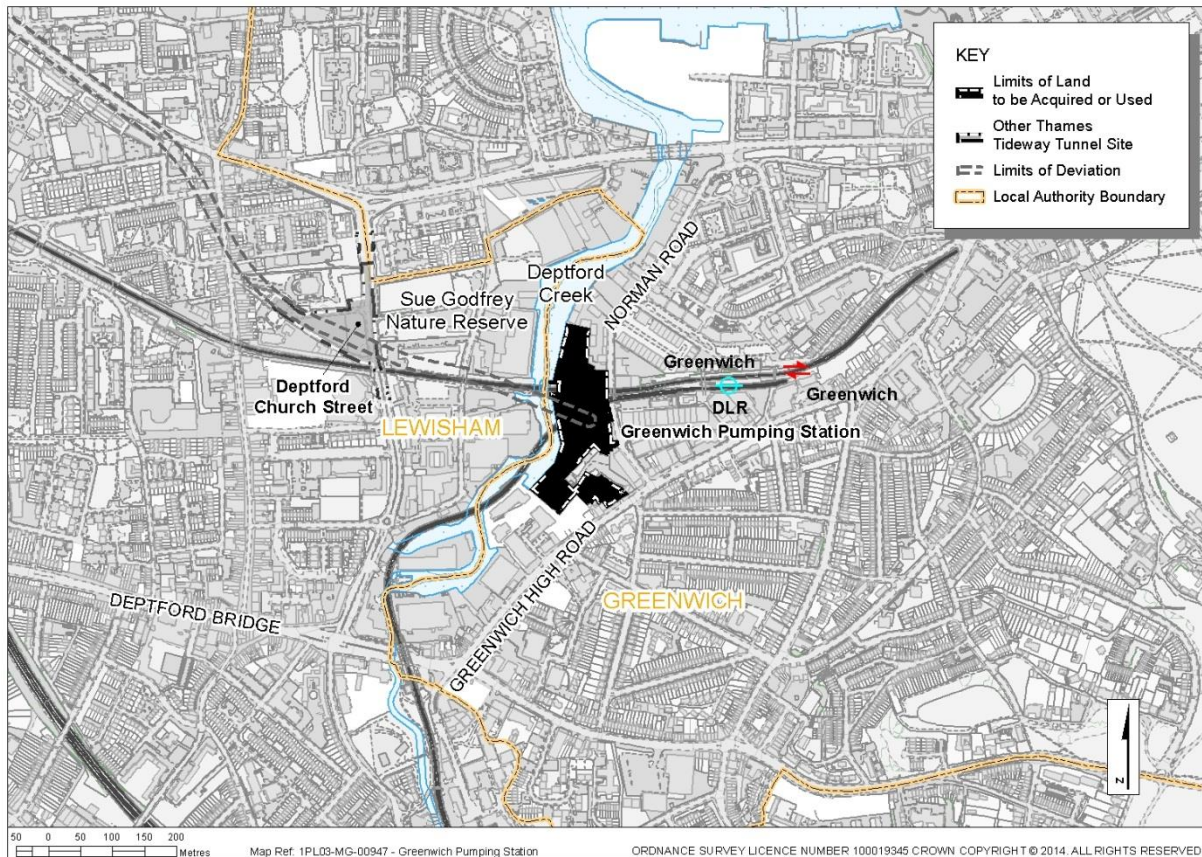 KEY
Limits of Land
to be Acquired or Used
Other Thames
Tideway Tunnel Site
Limits of Deviation
Local Authority Boundary
NORMAN ROAD
Deptford
Creek
Sue Godfrey
Nature Reserve
Greenwich
Greenwich
DLR
Deptford
Church Street
LEWISHAM
Greenwich Pumping Station
GREENWICH HIGH ROAD
GREENWICH
DEPTFORD BRIDGE
N
50 0 50 100 150 200
Metres
Map Ref: 1PL03-MG-00947 - Greenwich Pumping Station
ORDNANCE SURVEY LICENCE NUMBER 100019345 CROWN COPYRIGHT © 2014. ALL RIGHTS RESERVED